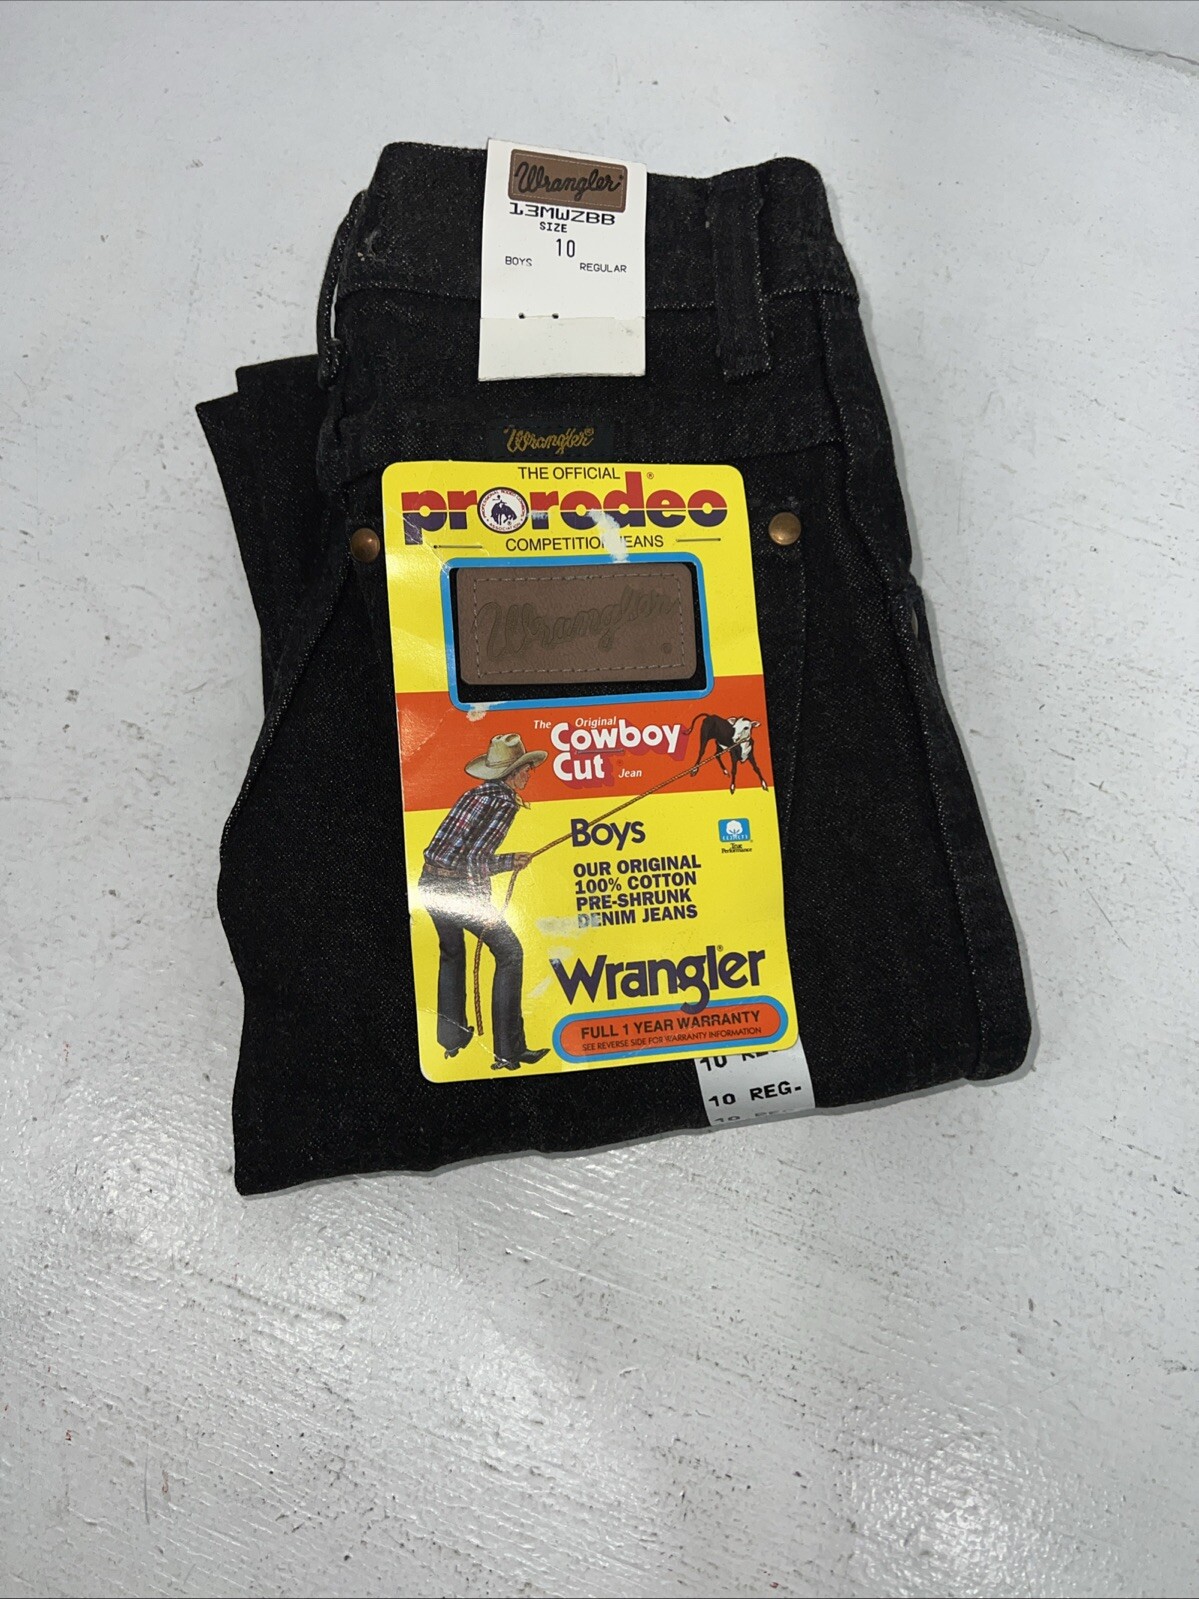 Wrangler
13MWZBB
SIZE
10
BOYS REGULAR
Wrangler®
THE OFFICIAL
prorodeo®
COMPETITION JEANS
Wrangler®
The Original
Cowboy
Cut Jean
Boys
OUR ORIGINAL
100% COTTON
PRE-SHRUNK
DENIM JEANS
Wrangler®
FULL 1 YEAR WARRANTY
SEE REVERSE SIDE FOR WARRANTY INFORMATION
10
10 REG-